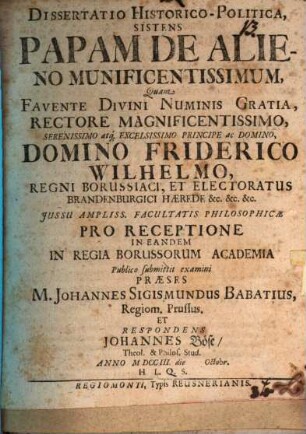 DISSERTATIO HISTORICO-POLITICA,
SISTENS
PAPAM DE ALIE-
NO MUNIFICENTISSIMUM,
Quam
FAVENTE DIVINI NUMINIS GRATIA,
RECTORE MAGNIFICENTISSIMO,
SERENISSIMO atq; EXCELSISSIMO PRINCIPE ac DOMINO,
DOMINO FRIDERICO
WILHELMO,
REGNI BORUSSIACI, ET ELECTORATUS
BRANDENBURGICI HÆREDE &c. &c. &c.
JUSSU AMPLISS. FACULTATIS PHILOSOPHICÆ
PRO RECEPTIONE
IN EANDEM
IN REGIA BORUSSORUM ACADEMIA
Publico submittit examini
PRÆSES
M. JOHANNES SIGISMUNDUS BABATIUS,
Regiom. Prussus.
ET
RESPONDENS
JOHANNES Böse/
Theol. & Philos. Stud.
ANNO MDCCIII. die Octobr.
H. L. Q. S.
REGIOMONTI, Typis REUSNERIANIS.